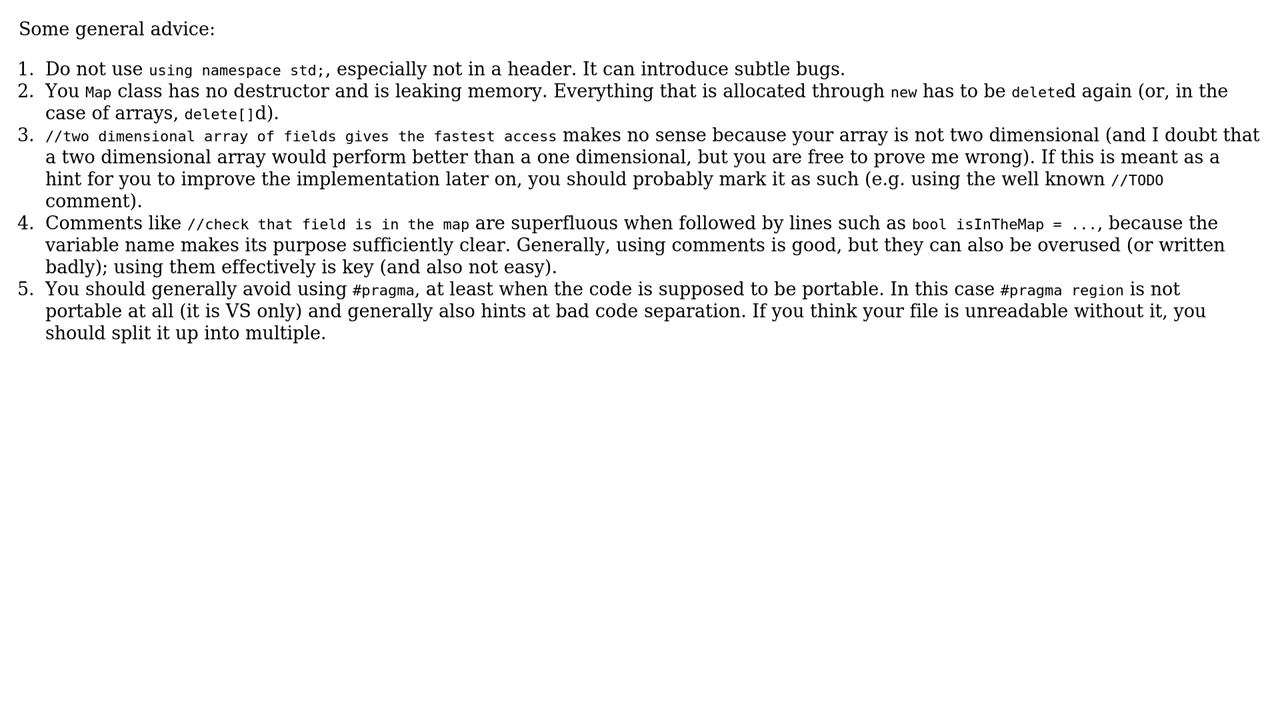 Some general advice:
1. Do not use using namespace std;, especially not in a header. It can introduce subtle bugs.
2. You Map class has no destructor and is leaking memory. Everything that is allocated through new has to be deleted again (or, in the
case of arrays, delete[]d).
3. //two dimensional array of fields gives the fastest access makes no sense because your array is not two dimensional (and I doubt that
a two dimensional array would perform better than a one dimensional, but you are free to prove me wrong). If this is meant as a
hint for you to improve the implementation later on, you should probably mark it as such (e.g. using the well known //TODO
comment).
4. Comments like //check that field is in the map are superfluous when followed by lines such as bool isInTheMap = ..., because the
variable name makes its purpose sufficiently clear. Generally, using comments is good, but they can also be overused (or written
badly); using them effectively is key (and also not easy).
5. You should generally avoid using #pragma, at least when the code is supposed to be portable. In this case #pragma region is not
portable at all (it is VS only) and generally also hints at bad code separation. If you think your file is unreadable without it, you
should split it up into multiple.